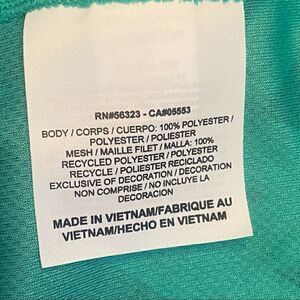 RN#56323 - CA#05553
BODY / CORPS / CUERPO: 100% POLYESTER /
POLYESTER / POLIESTER
MESH / MAILLE FILET / MALLA: 100%
RECYCLED POLYESTER / POLYESTER
RECYCLE / POLIESTER RECICLADO
EXCLUSIVE OF DECORATION / DECORATION
NON COMPRISE / NO INCLUYE LA
DECORACION
MADE IN VIETNAM/FABRIQUE AU
VIETNAM/HECHO EN VIETNAM